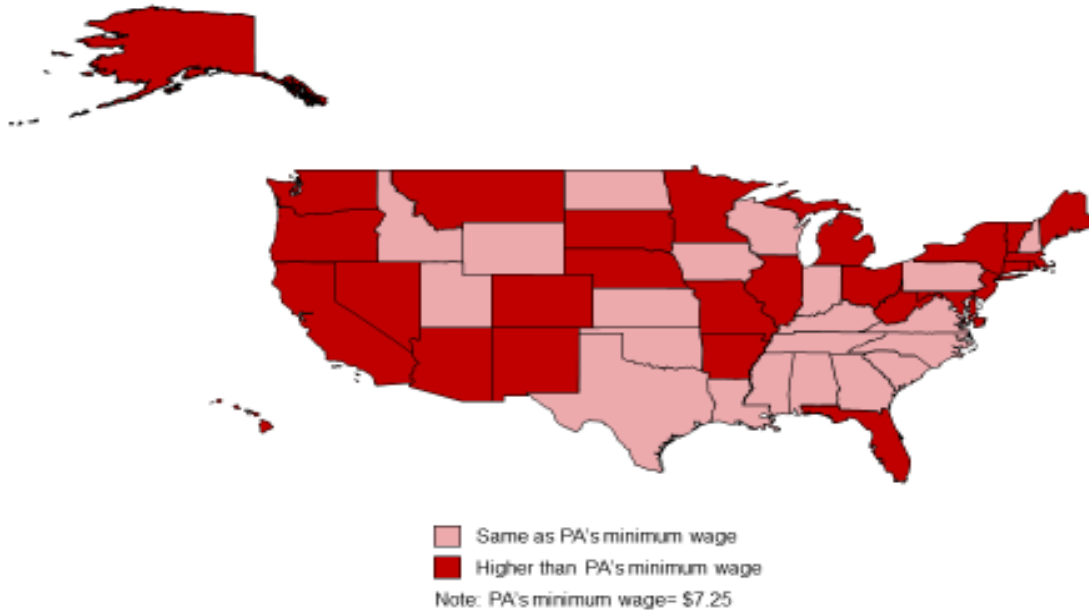 Same as PA's minimum wage
Higher than PA's minimum wage
Note: PA's minimum wage= $7.25